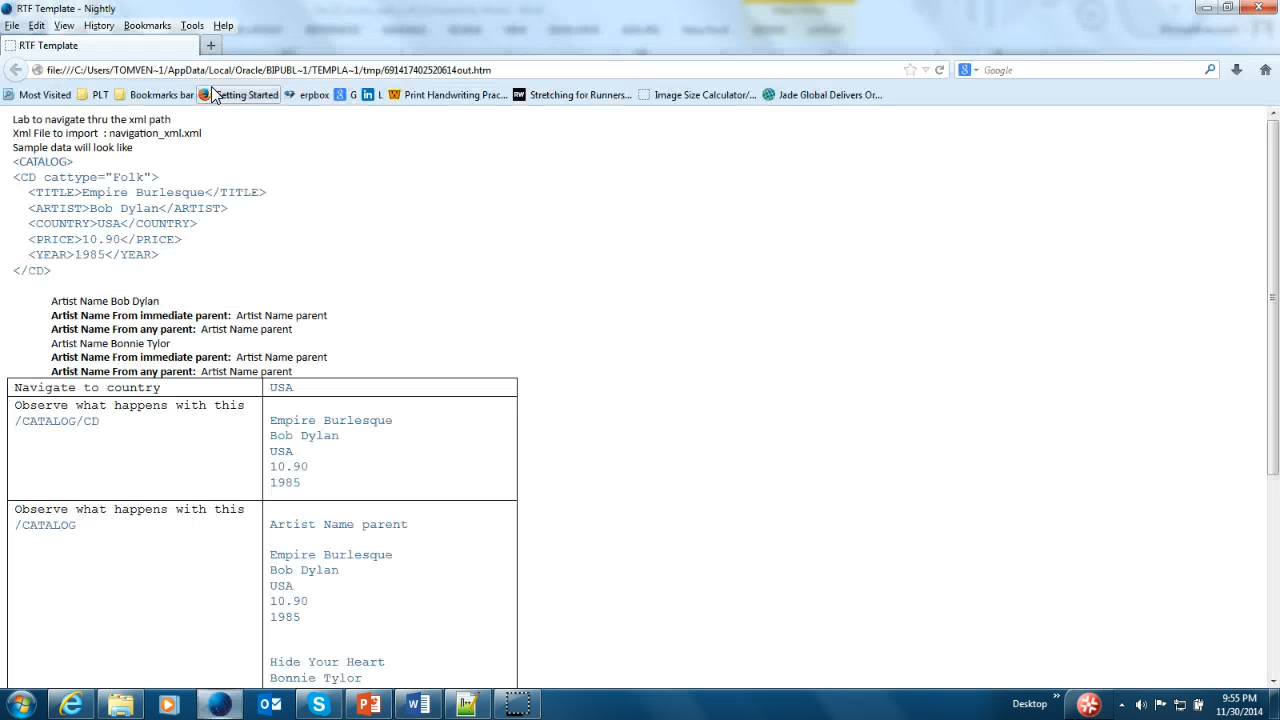 RTF Template - Nightly
File Edit View History Bookmarks Tools Help
RTF Template
file:///C:/Users/TOMVEN~1/AppData/Local/Oracle/BIPUBL~1/TEMPLA~1/tmp/691417402520614out.htm
Google
Most Visited PLT Bookmarks bar Getting Started erpbox G L Print Handwriting Prac... Stretching for Runners... Image Size Calculator/... Jade Global Delivers Or...
Lab to navigate thru the xml path
Xml File to import : navigation_xml.xml
Sample data will look like
<CATALOG>
<CD cattype="Folk">
<TITLE>Empire Burlesque</TITLE>
<ARTIST>Bob Dylan</ARTIST>
<COUNTRY>USA</COUNTRY>
<PRICE>10.90</PRICE>
<YEAR>1985</YEAR>
</CD>
Artist Name Bob Dylan
Artist Name From immediate parent: Artist Name parent
Artist Name From any parent: Artist Name parent
Artist Name Bonnie Tylor
Artist Name From immediate parent: Artist Name parent
Artist Name From any parent: Artist Name parent
Navigate to country USA
Observe what happens with this
/CATALOG/CD
Empire Burlesque
Bob Dylan
USA
10.90
1985
Observe what happens with this
/CATALOG
Artist Name parent
Empire Burlesque
Bob Dylan
USA
10.90
1985
Hide Your Heart
Bonnie Tylor
Desktop
9:55 PM
11/30/2014